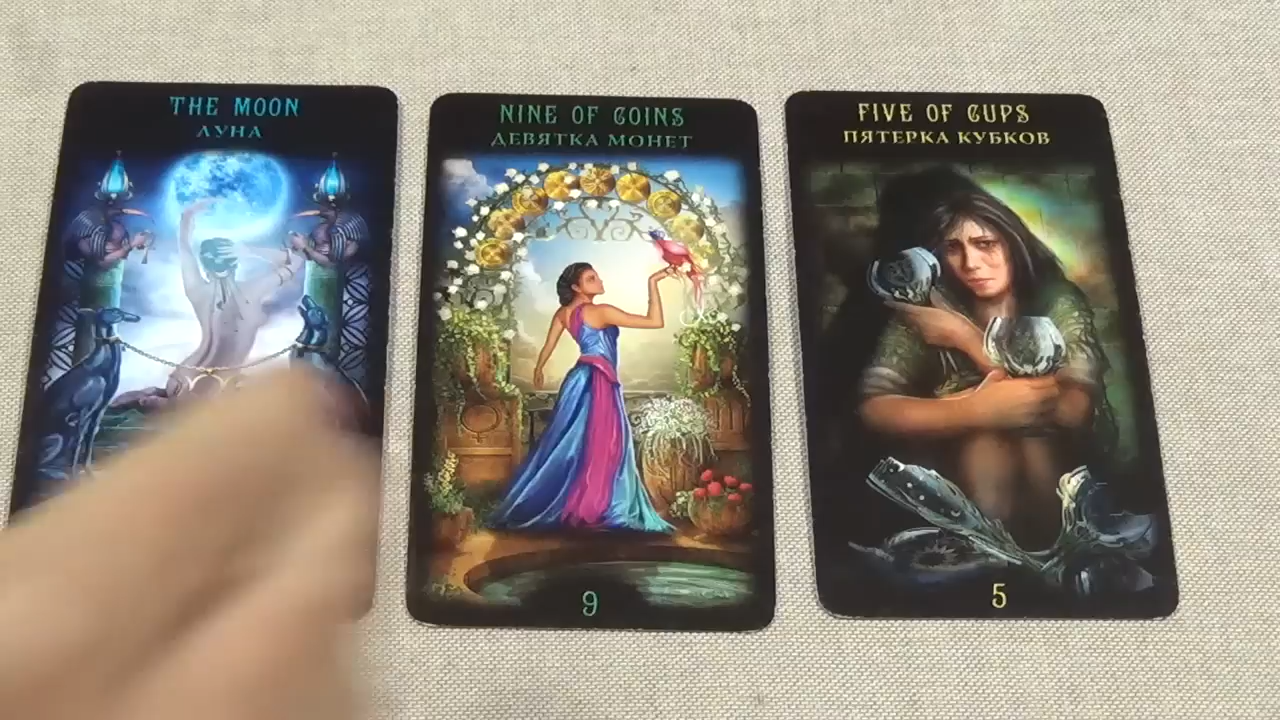 THE MOON
ЛУНА
NINE OF COINS
ДЕВЯТКА МОНЕТ
9
FIVE OF CUPS
ПЯТЕРКА КУБКОВ
5